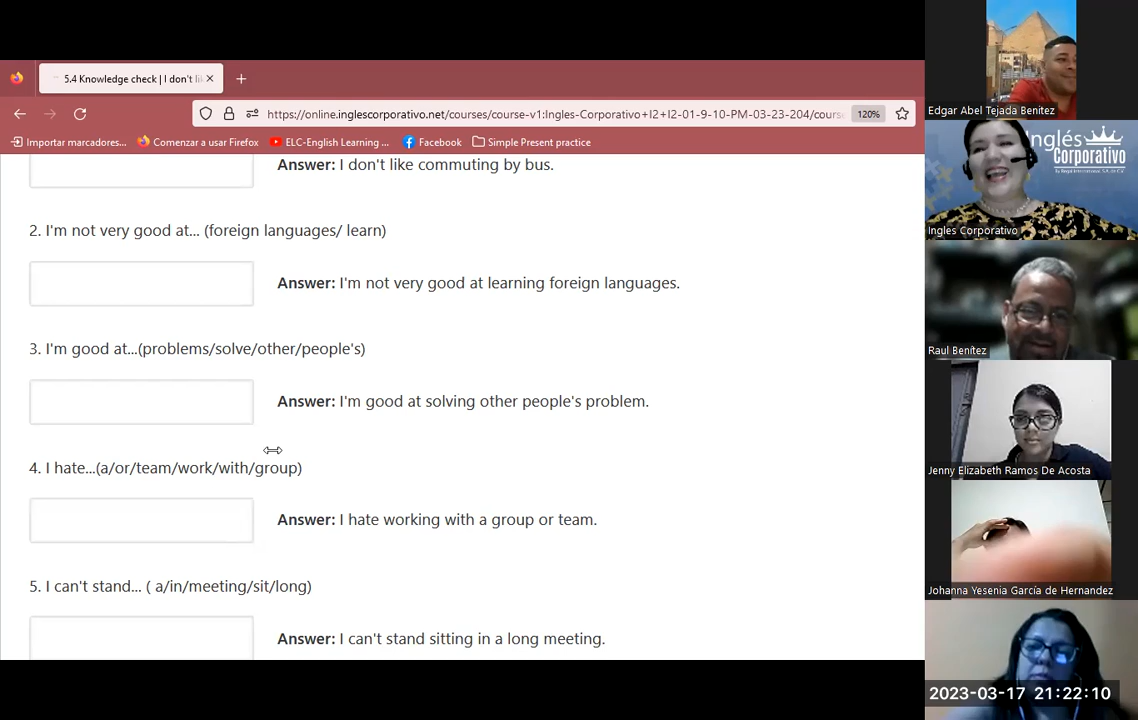 5.4 Knowledge check | I don't li
https://online.inglescorporativo.net/courses/course-v1:Ingles-Corporativo+I2+I2-01-9-10-PM-03-23-204/course
120%
Importar marcadores...
Comenzar a usar Firefox
ELC-English Learning ...
Facebook
Simple Present practice
Answer: I don't like commuting by bus.
2. I'm not very good at... (foreign languages/ learn)
Answer: I'm not very good at learning foreign languages.
3. I'm good at...(problems/solve/other/people's)
Answer: I'm good at solving other people's problem.
4. I hate...(a/or/team/work/with/group)
Answer: I hate working with a group or team.
5. I can't stand... ( a/in/meeting/sit/long)
Answer: I can't stand sitting in a long meeting.
Edgar Abel Tejada Benitez
Inglés
Corporativo
Ingles Corporativo
Raul Benítez
Jenny Elizabeth Ramos De Acosta
Johanna Yesenia García de Hernandez
2023-03-17 21:22:10